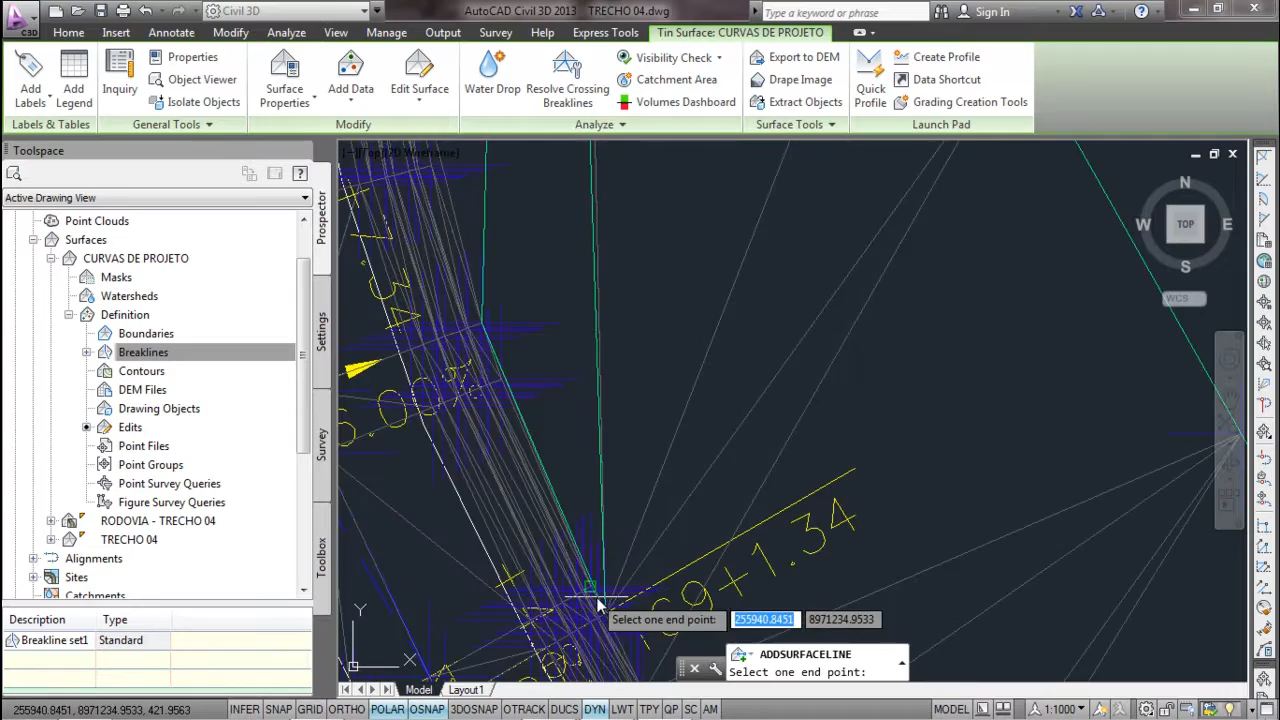 Civil 3D
AutoCAD Civil 3D 2013 TRECHO 04.dwg
Type a keyword or phrase
Sign In
C3D
Home Insert Annotate Modify Analyze View Manage Output Survey Help Express Tools Tin Surface: CURVAS DE PROJETO
Add Labels
Add Legend
Inquiry
Properties
Object Viewer
Isolate Objects
Surface Properties
Add Data
Edit Surface
Water Drop
Resolve Crossing Breaklines
Visibility Check
Catchment Area
Volumes Dashboard
Export to DEM
Drape Image
Extract Objects
Quick Profile
Create Profile
Data Shortcut
Grading Creation Tools
Labels & Tables General Tools Modify Analyze Surface Tools Launch Pad
Toolspace
Active Drawing View
Point Clouds
Surfaces
CURVAS DE PROJETO
Masks
Watersheds
Definition
Boundaries
Breaklines
Contours
DEM Files
Drawing Objects
Edits
Point Files
Point Groups
Point Survey Queries
Figure Survey Queries
RODOVIA - TRECHO 04
TRECHO 04
Alignments
Sites
Catchments
Prospector
Settings
Survey
Toolbox
Description Type
Breakline set1 Standard
[−][Top][2D Wireframe]
N
W TOP E
S
WCS
69+1.34
Y
X
Select one end point: 255940.8451 8971234.9533
ADDSURFACELINE
Select one end point:
Model Layout1
255940.8451, 8971234.9533, 421.9563 INFER SNAP GRID ORTHO POLAR OSNAP 3DOSNAP OTRACK DUCS DYN LWT TPY QP SC AM MODEL 1:1000